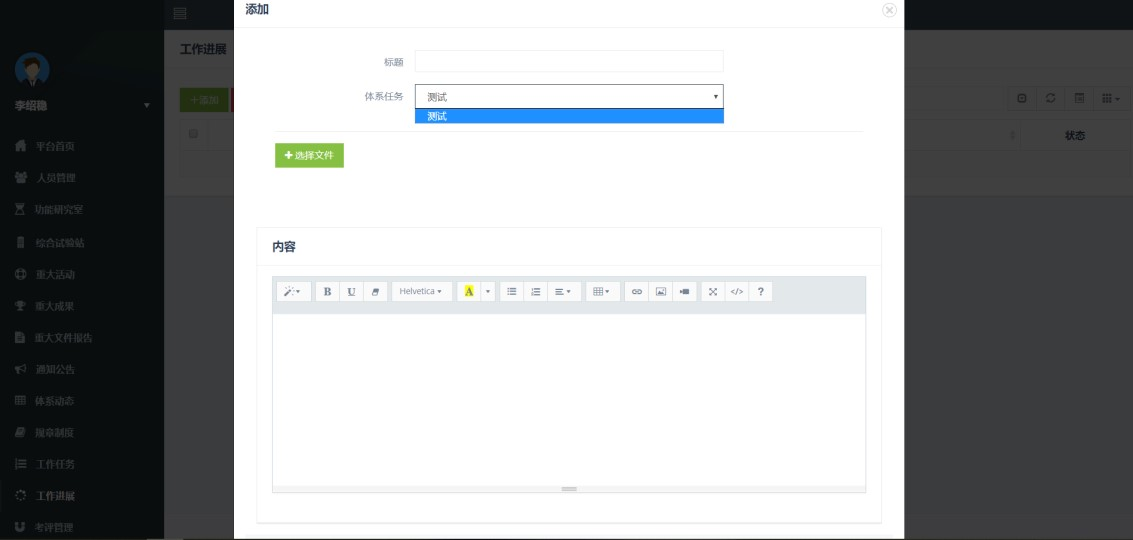 添加
工作进展
李绍稳
平台首页
人员管理
功能研究室
综合试验站
重大活动
重大成果
重大文件报告
通知公告
体系动态
规章制度
工作任务
工作进展
考评管理
+添加
标题
体系任务 测试
测试
+选择文件
状态
内容
B U Helvetica A </> ?